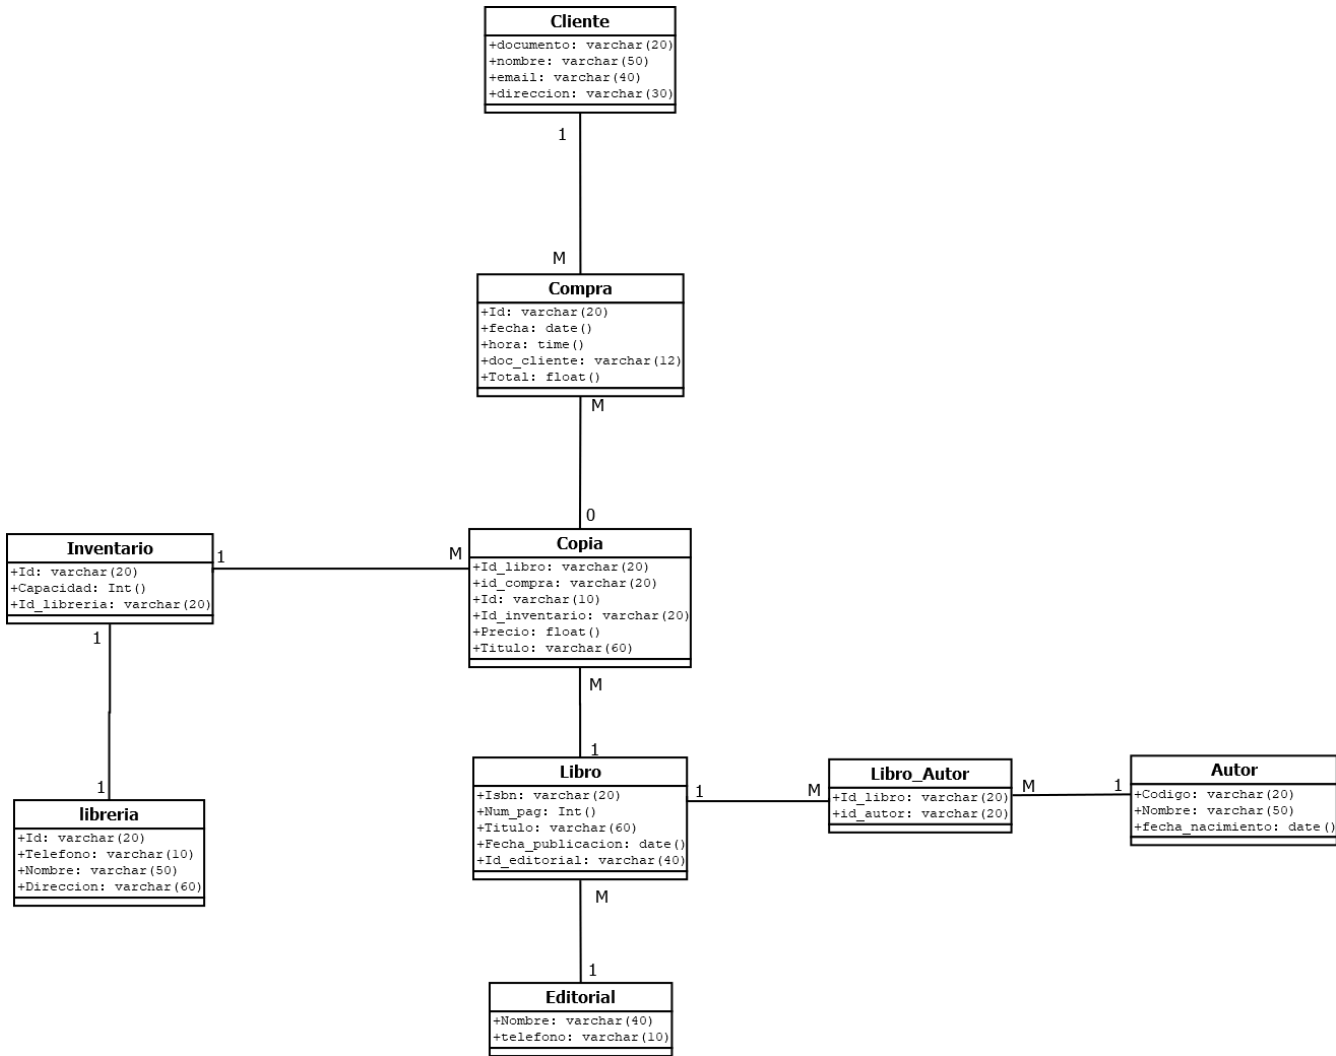 Cliente
+documento: varchar(20)
+nombre: varchar(50)
+email: varchar(40)
+direccion: varchar(30)
1
M
Compra
+Id: varchar(20)
+fecha: date()
+hora: time()
+doc_cliente: varchar(12)
+Total: float()
M
0
Inventario
+Id: varchar(20)
+Capacidad: Int()
+Id_libreria: varchar(20)
1
M
Copia
+Id_libro: varchar(20)
+id_compra: varchar(20)
+Id: varchar(10)
+Id_inventario: varchar(20)
+Precio: float()
+Titulo: varchar(60)
1
1
libreria
+Id: varchar(20)
+Telefono: varchar(10)
+Nombre: varchar(50)
+Direccion: varchar(60)
M
1
Libro
+Isbn: varchar(20)
+Num_pag: Int()
+Titulo: varchar(60)
+Fecha_publicacion: date()
+Id_editorial: varchar(40)
1
M
Libro_Autor
+Id_libro: varchar(20)
+id_autor: varchar(20)
M
1
Autor
+Codigo: varchar(20)
+Nombre: varchar(50)
+fecha_nacimiento: date()
M
1
Editorial
+Nombre: varchar(40)
+telefono: varchar(10)